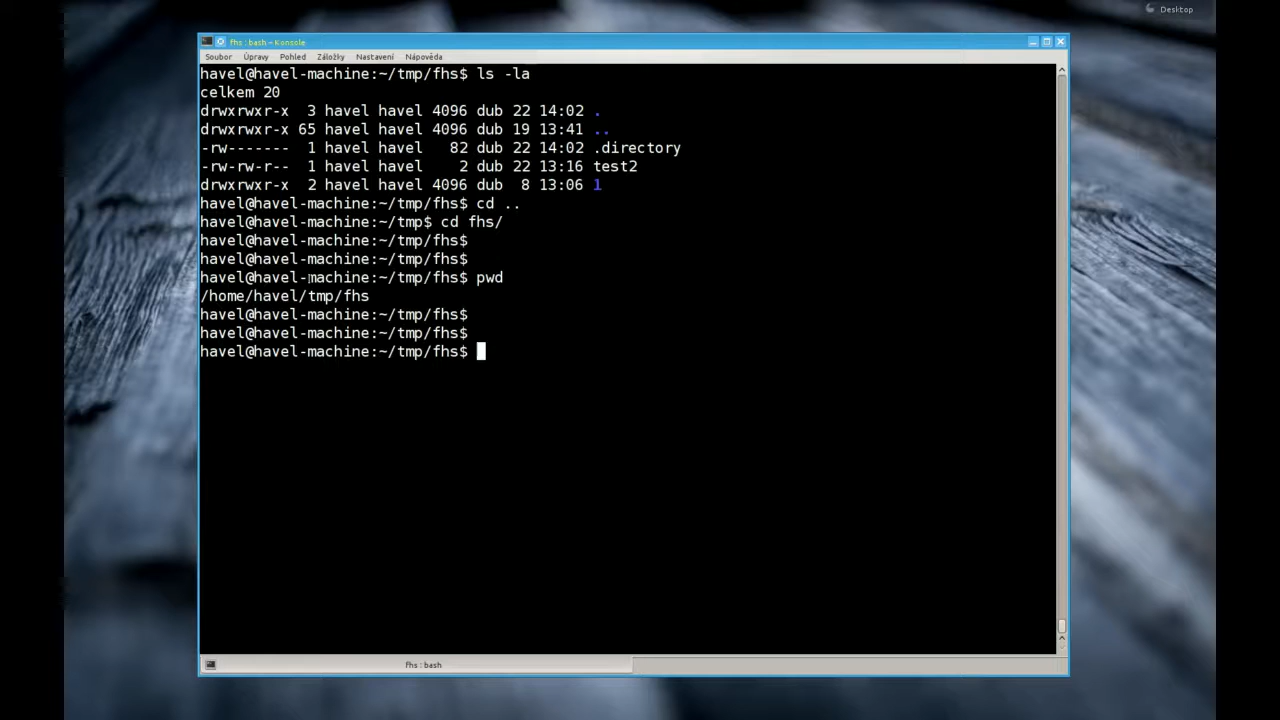 Desktop
fhs : bash – Konsole
Soubor Úpravy Pohled Záložky Nastavení Nápověda
havel@havel-machine:~/tmp/fhs$ ls -la
celkem 20
drwxrwxr-x  3 havel havel 4096 dub 22 14:02 .
drwxrwxr-x 65 havel havel 4096 dub 19 13:41 ..
-rw-------  1 havel havel   82 dub 22 14:02 .directory
-rw-rw-r--  1 havel havel    2 dub 22 13:16 test2
drwxrwxr-x  2 havel havel 4096 dub  8 13:06 1
havel@havel-machine:~/tmp/fhs$ cd ..
havel@havel-machine:~/tmp$ cd fhs/
havel@havel-machine:~/tmp/fhs$
havel@havel-machine:~/tmp/fhs$
havel@havel-machine:~/tmp/fhs$ pwd
/home/havel/tmp/fhs
havel@havel-machine:~/tmp/fhs$
havel@havel-machine:~/tmp/fhs$
havel@havel-machine:~/tmp/fhs$
fhs : bash